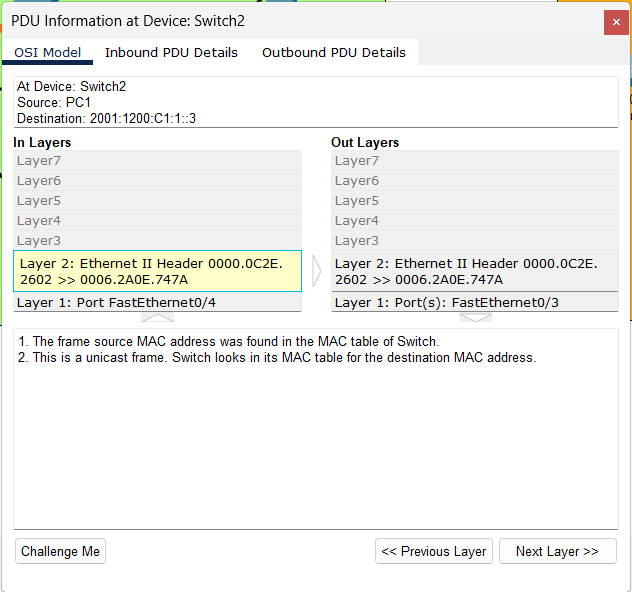 PDU Information at Device: Switch2
OSI Model Inbound PDU Details Outbound PDU Details
At Device: Switch2
Source: PC1
Destination: 2001:1200:C1:1::3
In Layers
Layer7
Layer6
Layer5
Layer4
Layer3
Layer 2: Ethernet II Header 0000.0C2E.
2602 >> 0006.2A0E.747A
Layer 1: Port FastEthernet0/4
Out Layers
Layer7
Layer6
Layer5
Layer4
Layer3
Layer 2: Ethernet II Header 0000.0C2E.
2602 >> 0006.2A0E.747A
Layer 1: Port(s): FastEthernet0/3
1. The frame source MAC address was found in the MAC table of Switch.
2. This is a unicast frame. Switch looks in its MAC table for the destination MAC address.
Challenge Me << Previous Layer Next Layer >>